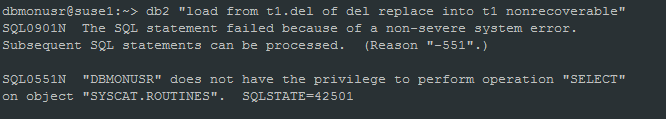 dbmonusr@suse1:~> db2 "load from t1.del of del replace into t1 nonrecoverable"
SQL0901N  The SQL statement failed because of a non-severe system error.
Subsequent SQL statements can be processed.  (Reason "-551".)
SQL0551N  "DBMONUSR" does not have the privilege to perform operation "SELECT"
on object "SYSCAT.ROUTINES".  SQLSTATE=42501